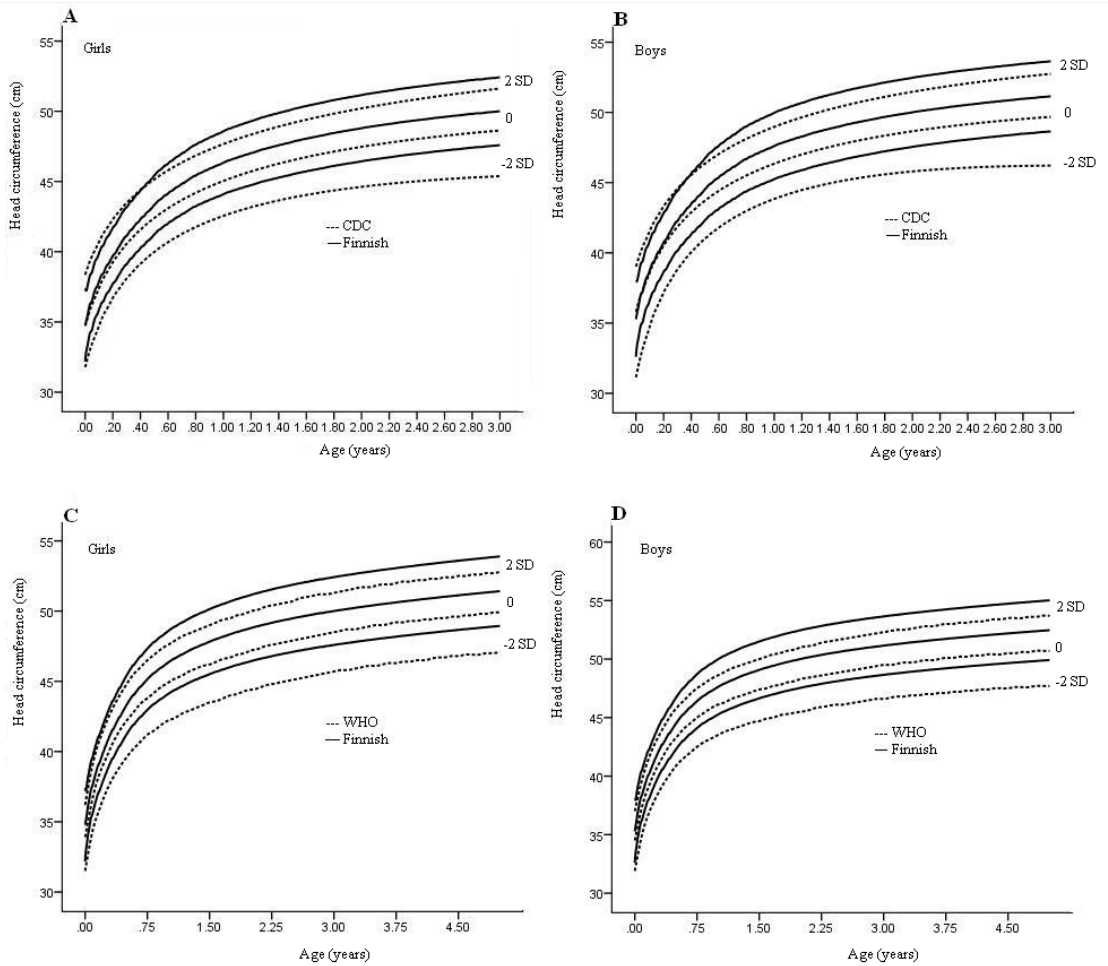 A
Girls
Head circumference (cm)
55
50
45
40
35
30
2 SD
0
-2 SD
--- CDC
— Finnish
.00 .20 .40 .60 .80 1.00 1.20 1.40 1.60 1.80 2.00 2.20 2.40 2.60 2.80 3.00
Age (years)
B
Boys
Head circumference (cm)
55
50
45
40
35
30
2 SD
0
-2 SD
--- CDC
— Finnish
.00 .20 .40 .60 .80 1.00 1.20 1.40 1.60 1.80 2.00 2.20 2.40 2.60 2.80 3.00
Age (years)
C
Girls
Head circumference (cm)
55
50
45
40
35
30
2 SD
0
-2 SD
--- WHO
— Finnish
.00 .75 1.50 2.25 3.00 3.75 4.50
Age (years)
D
Boys
Head circumference (cm)
60
55
50
45
40
35
30
2 SD
0
-2 SD
--- WHO
— Finnish
.00 .75 1.50 2.25 3.00 3.75 4.50
Age (years)